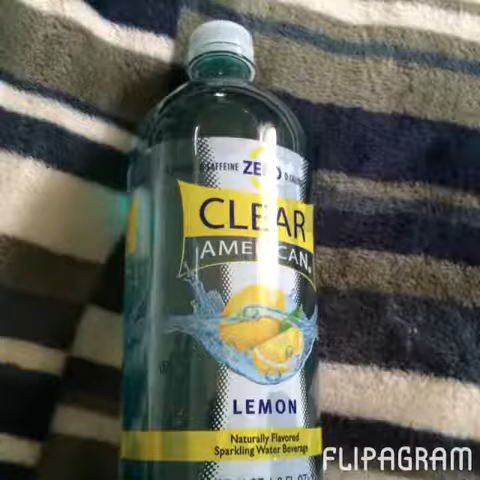 CAFFEINE ZERO
CLEAR
AMERICAN
LEMON
Naturally Flavored
Sparkling Water Beverage
FLIPAGRAM